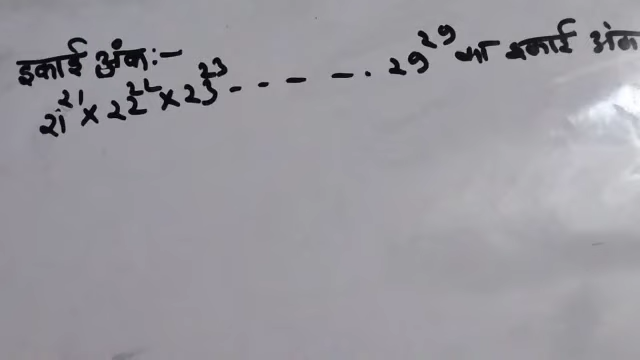 इकाई अंक:-
21²¹ × 22²² × 23²³ - - - - - . 29²⁹ का इकाई अंक